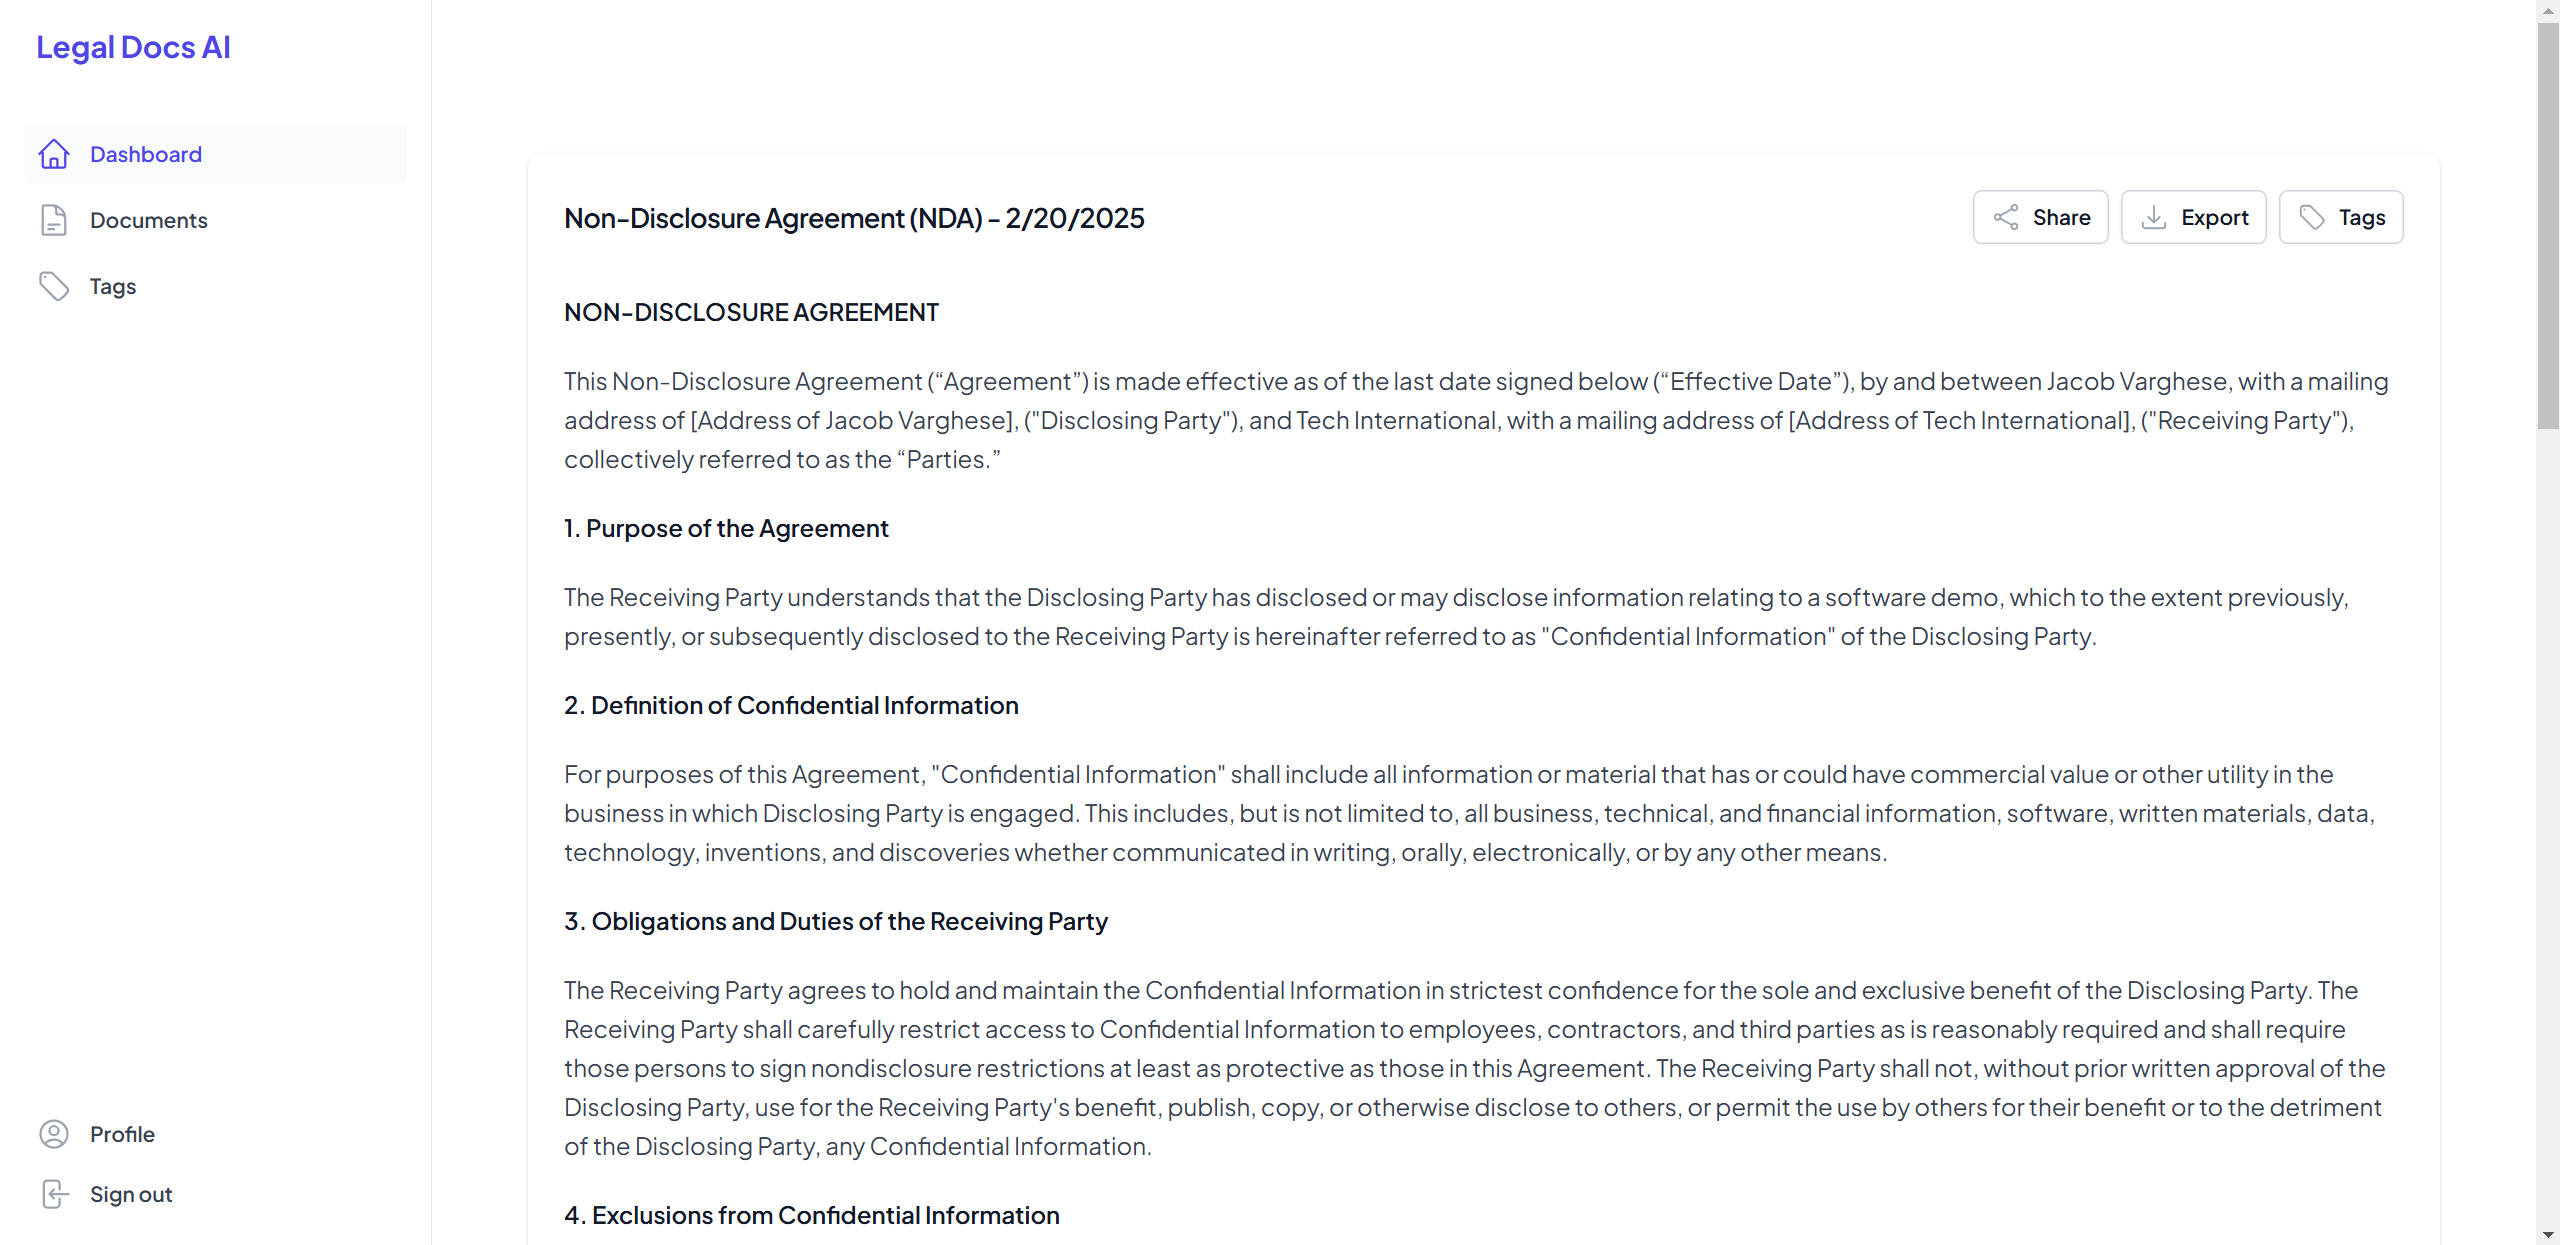 Legal Docs AI
Dashboard
Documents
Tags
Profile
Sign out
Non-Disclosure Agreement (NDA) - 2/20/2025
Share
Export
Tags
NON-DISCLOSURE AGREEMENT
This Non-Disclosure Agreement (“Agreement”) is made effective as of the last date signed below (“Effective Date”), by and between Jacob Varghese, with a mailing
address of [Address of Jacob Varghese], ("Disclosing Party"), and Tech International, with a mailing address of [Address of Tech International], ("Receiving Party"),
collectively referred to as the “Parties.”
1. Purpose of the Agreement
The Receiving Party understands that the Disclosing Party has disclosed or may disclose information relating to a software demo, which to the extent previously,
presently, or subsequently disclosed to the Receiving Party is hereinafter referred to as "Confidential Information" of the Disclosing Party.
2. Definition of Confidential Information
For purposes of this Agreement, "Confidential Information" shall include all information or material that has or could have commercial value or other utility in the
business in which Disclosing Party is engaged. This includes, but is not limited to, all business, technical, and financial information, software, written materials, data,
technology, inventions, and discoveries whether communicated in writing, orally, electronically, or by any other means.
3. Obligations and Duties of the Receiving Party
The Receiving Party agrees to hold and maintain the Confidential Information in strictest confidence for the sole and exclusive benefit of the Disclosing Party. The
Receiving Party shall carefully restrict access to Confidential Information to employees, contractors, and third parties as is reasonably required and shall require
those persons to sign nondisclosure restrictions at least as protective as those in this Agreement. The Receiving Party shall not, without prior written approval of the
Disclosing Party, use for the Receiving Party's benefit, publish, copy, or otherwise disclose to others, or permit the use by others for their benefit or to the detriment
of the Disclosing Party, any Confidential Information.
4. Exclusions from Confidential Information